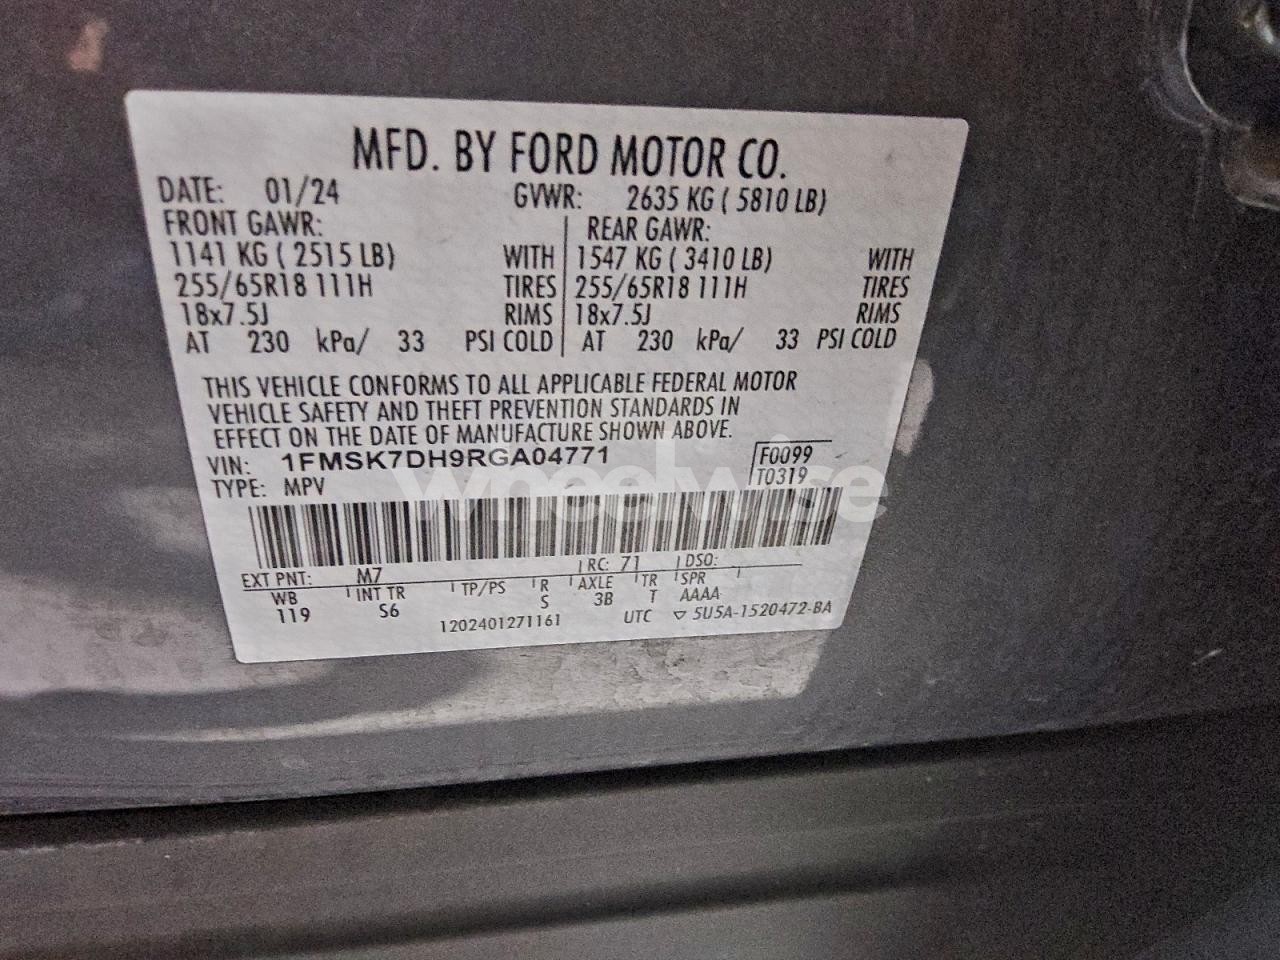 MFD. BY FORD MOTOR CO.
DATE: 01/24 GVWR: 2635 KG ( 5810 LB)
FRONT GAWR: REAR GAWR:
1141 KG ( 2515 LB) WITH 1547 KG ( 3410 LB) WITH
255/65R18 111H TIRES 255/65R18 111H TIRES
18x7.5J RIMS 18x7.5J RIMS
AT 230 kPa/ 33 PSI COLD AT 230 kPa/ 33 PSI COLD
THIS VEHICLE CONFORMS TO ALL APPLICABLE FEDERAL MOTOR
VEHICLE SAFETY AND THEFT PREVENTION STANDARDS IN
EFFECT ON THE DATE OF MANUFACTURE SHOWN ABOVE.
VIN: 1FMSK7DH9RGA04771 F0099
TYPE: MPV T0319
wheelwise
EXT PNT: M7 RC: 71 DSO:
WB INT TR TP/PS R AXLE TR SPR
119 S6 S 3B T AAAA
1202401271161 UTC ▽ 5U5A-1520472-BA